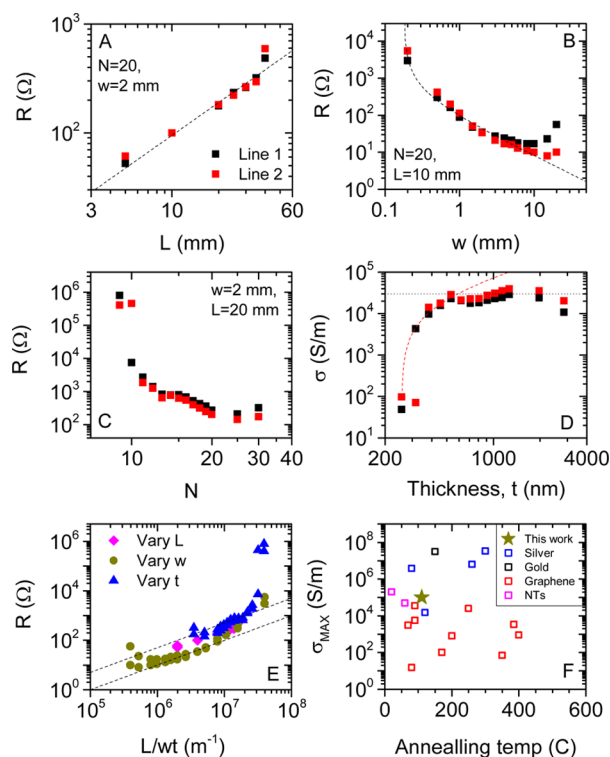 10³
A
N=20,
w=2 mm
R (Ω)
10²
Line 1
Line 2
3 10 60
L (mm)
10⁵
10⁴
10³
10²
10¹
10⁰
B
R (Ω)
N=20,
L=10 mm
0.1 1 10
w (mm)
10⁶
10⁵
10⁴
10³
10²
w=2 mm,
L=20 mm
R (Ω)
C
10 20 30 40
N
10⁵
10⁴
10³
10²
10¹
σ (S/m)
D
200 1000 4000
Thickness, t (nm)
10⁶
10⁴
10²
10⁰
Vary L
Vary w
Vary t
R (Ω)
E
10⁵ 10⁶ 10⁷ 10⁸
L/wt (m⁻¹)
10⁸
10⁶
10⁴
10²
10⁰
This work
Silver
Gold
Graphene
NTs
σMAX (S/m)
F
0 200 400 600
Annealling temp (C)